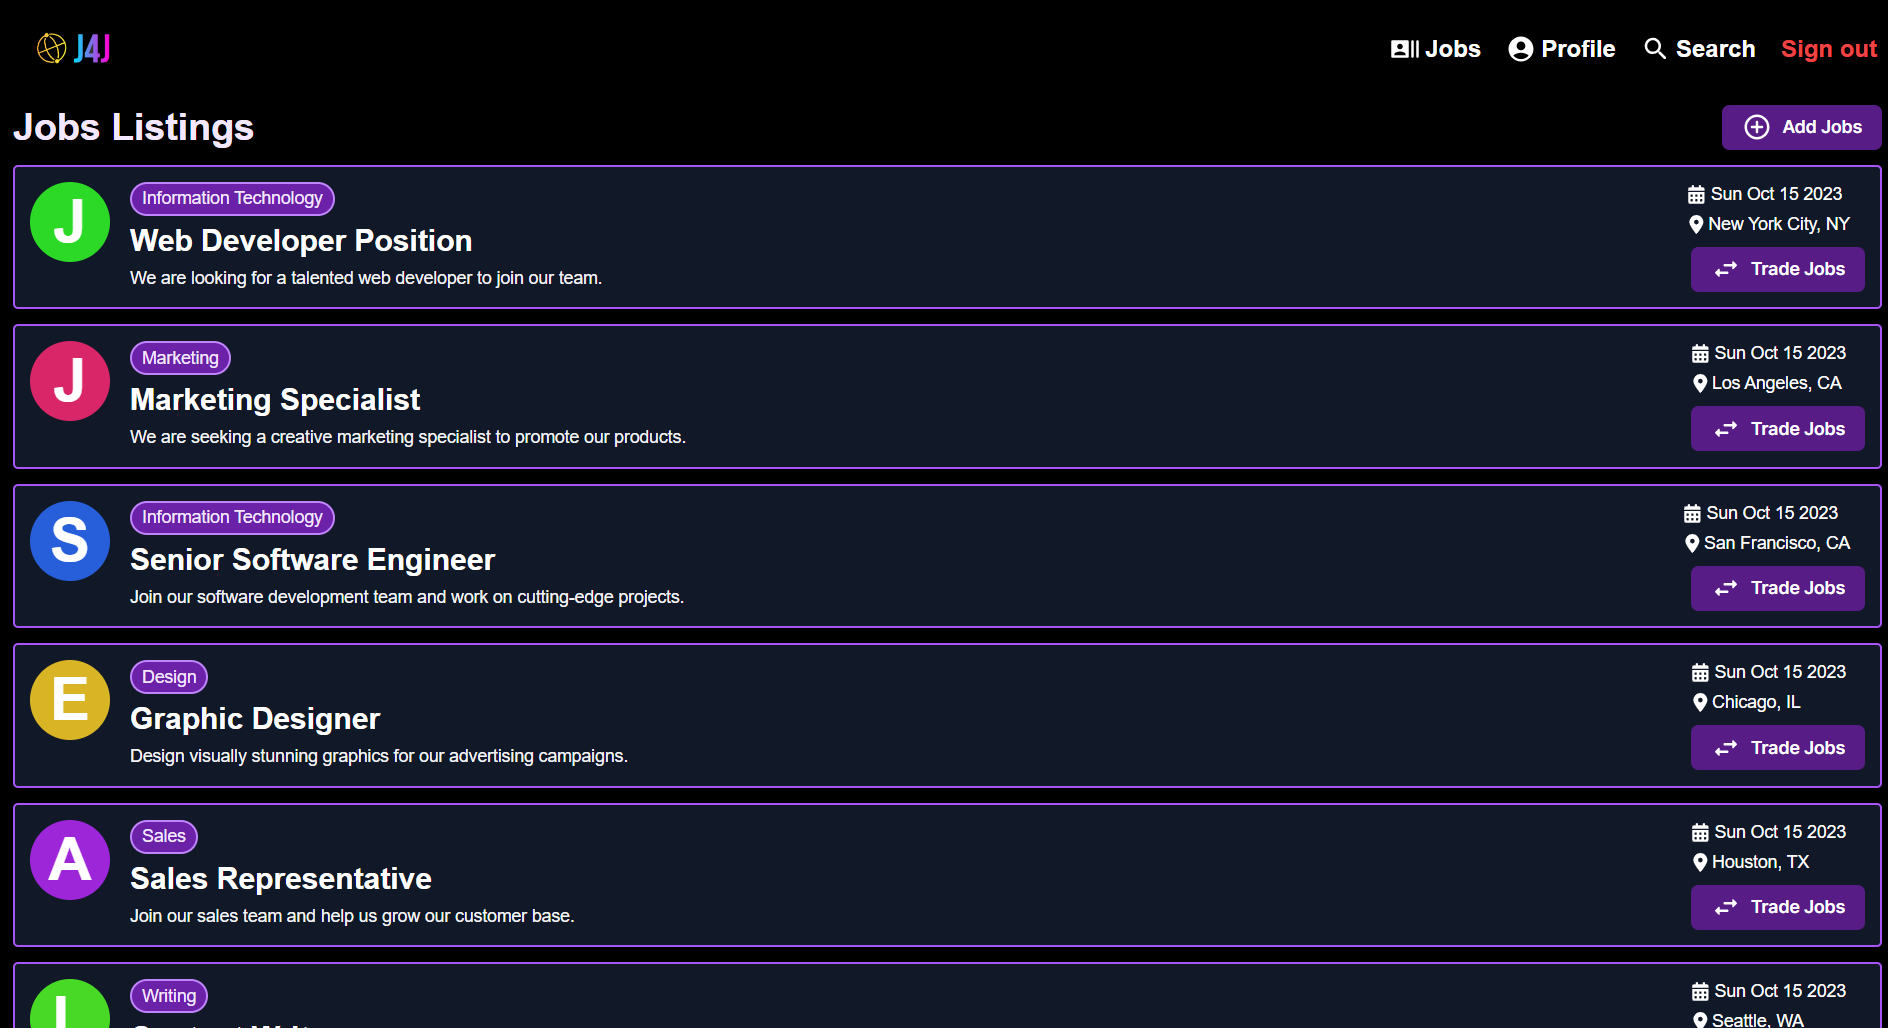 J4J
Jobs
Profile
Search
Sign out
Jobs Listings
Add Jobs
J
Information Technology
Web Developer Position
We are looking for a talented web developer to join our team.
Sun Oct 15 2023
New York City, NY
Trade Jobs
J
Marketing
Marketing Specialist
We are seeking a creative marketing specialist to promote our products.
Sun Oct 15 2023
Los Angeles, CA
Trade Jobs
S
Information Technology
Senior Software Engineer
Join our software development team and work on cutting-edge projects.
Sun Oct 15 2023
San Francisco, CA
Trade Jobs
E
Design
Graphic Designer
Design visually stunning graphics for our advertising campaigns.
Sun Oct 15 2023
Chicago, IL
Trade Jobs
A
Sales
Sales Representative
Join our sales team and help us grow our customer base.
Sun Oct 15 2023
Houston, TX
Trade Jobs
Writing
Sun Oct 15 2023
Seattle, WA